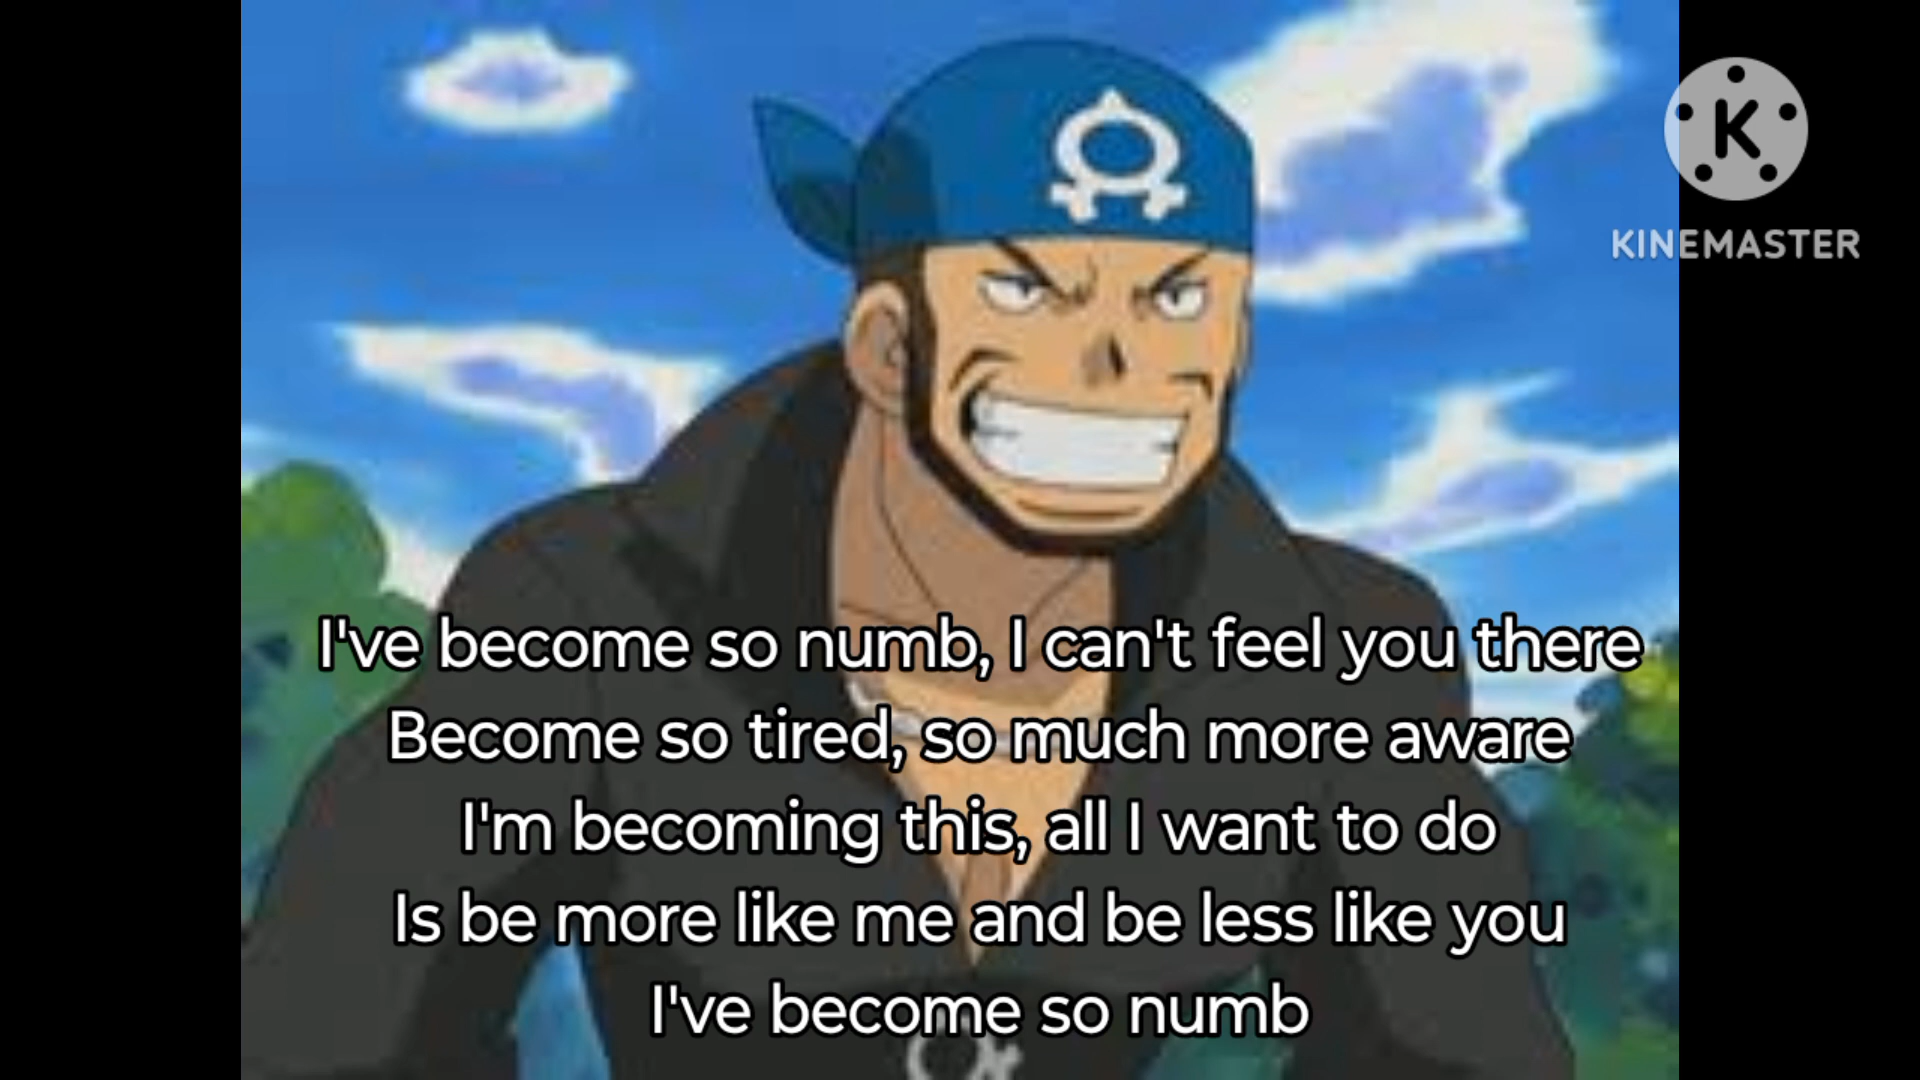 K
KINEMASTER
I've become so numb, I can't feel you there
Become so tired, so much more aware
I'm becoming this, all I want to do
Is be more like me and be less like you
I've become so numb